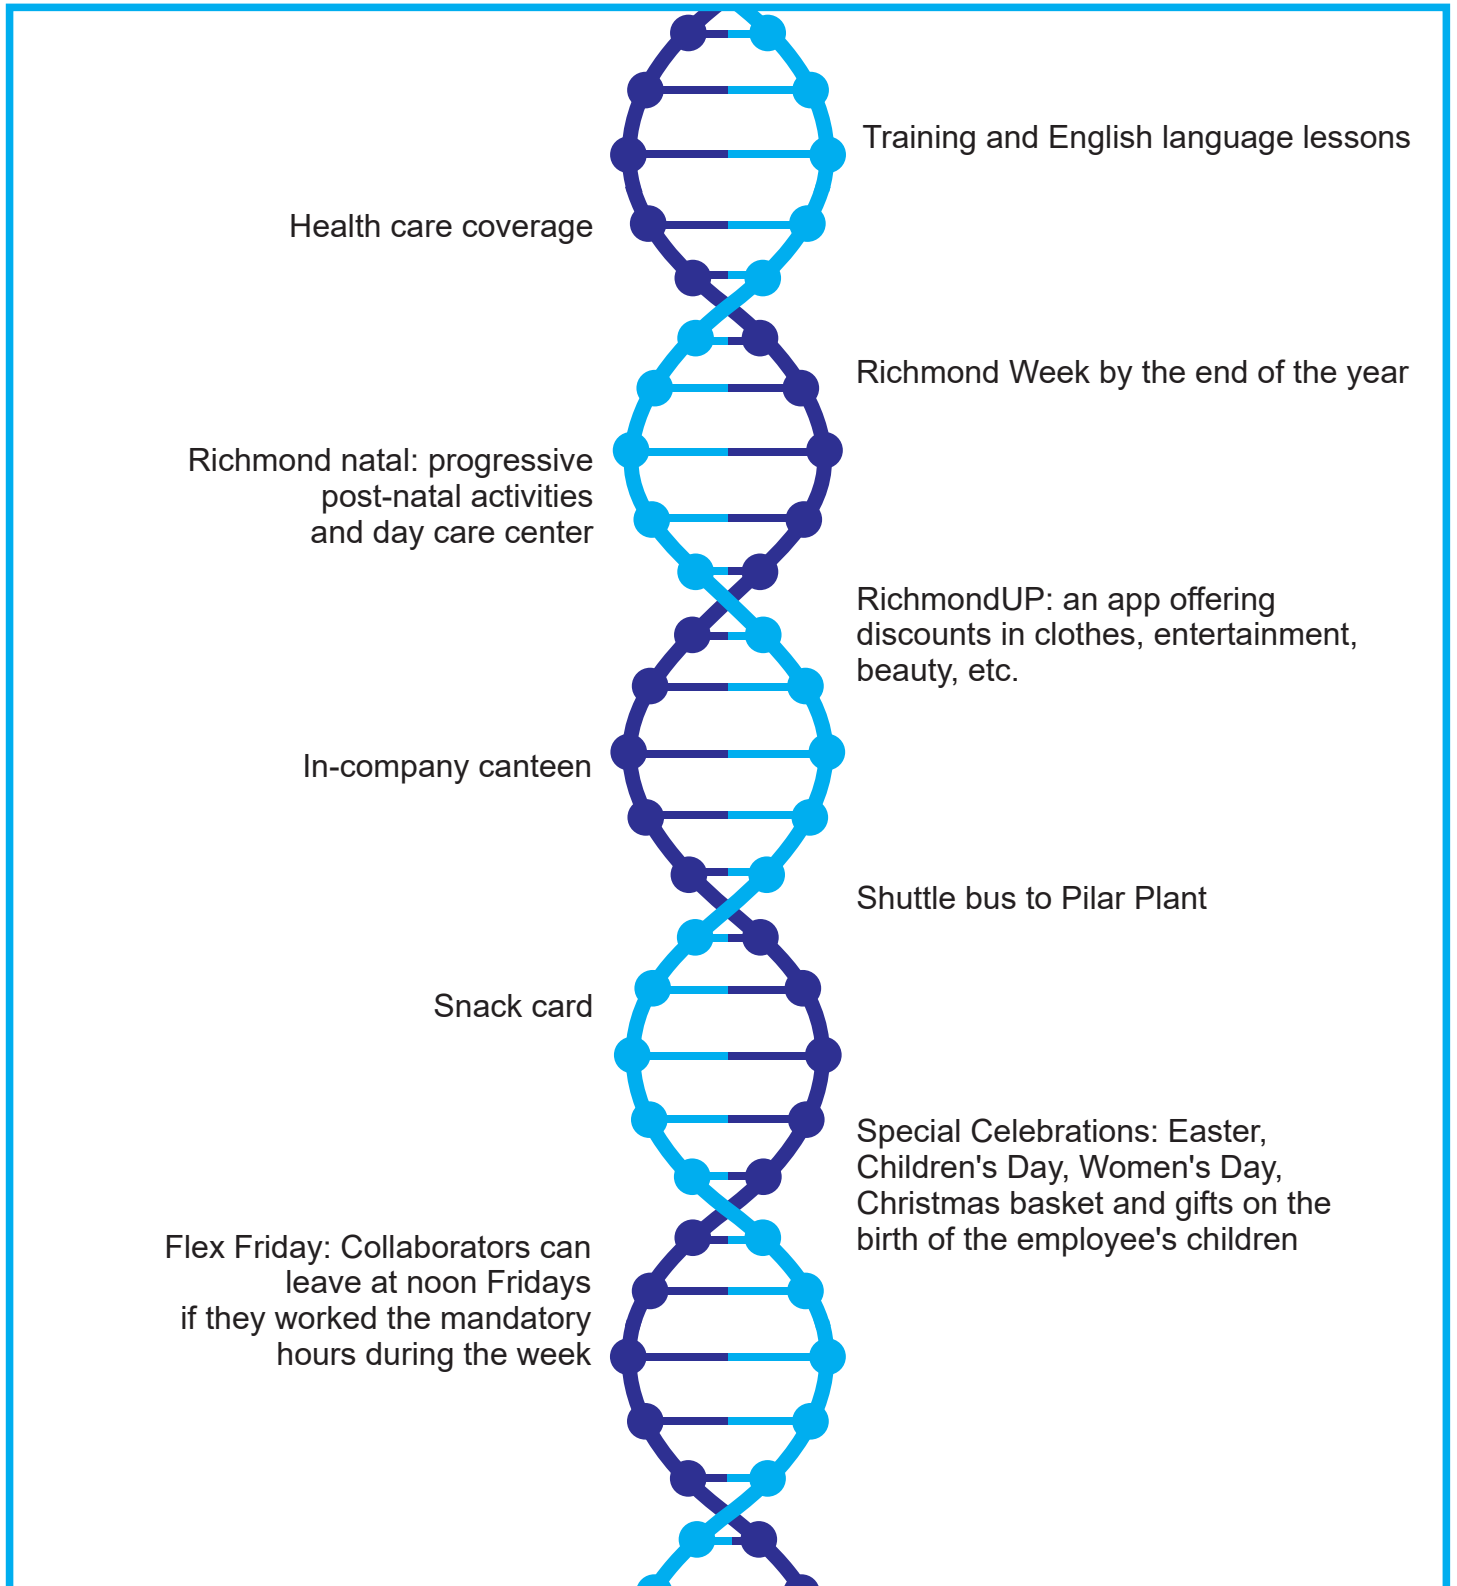 Training and English language lessons
Health care coverage
Richmond Week by the end of the year
Richmond natal: progressive
post-natal activities
and day care center
RichmondUP: an app offering
discounts in clothes, entertainment,
beauty, etc.
In-company canteen
Shuttle bus to Pilar Plant
Snack card
Special Celebrations: Easter,
Children's Day, Women's Day,
Christmas basket and gifts on the
birth of the employee's children
Flex Friday: Collaborators can
leave at noon Fridays
if they worked the mandatory
hours during the week